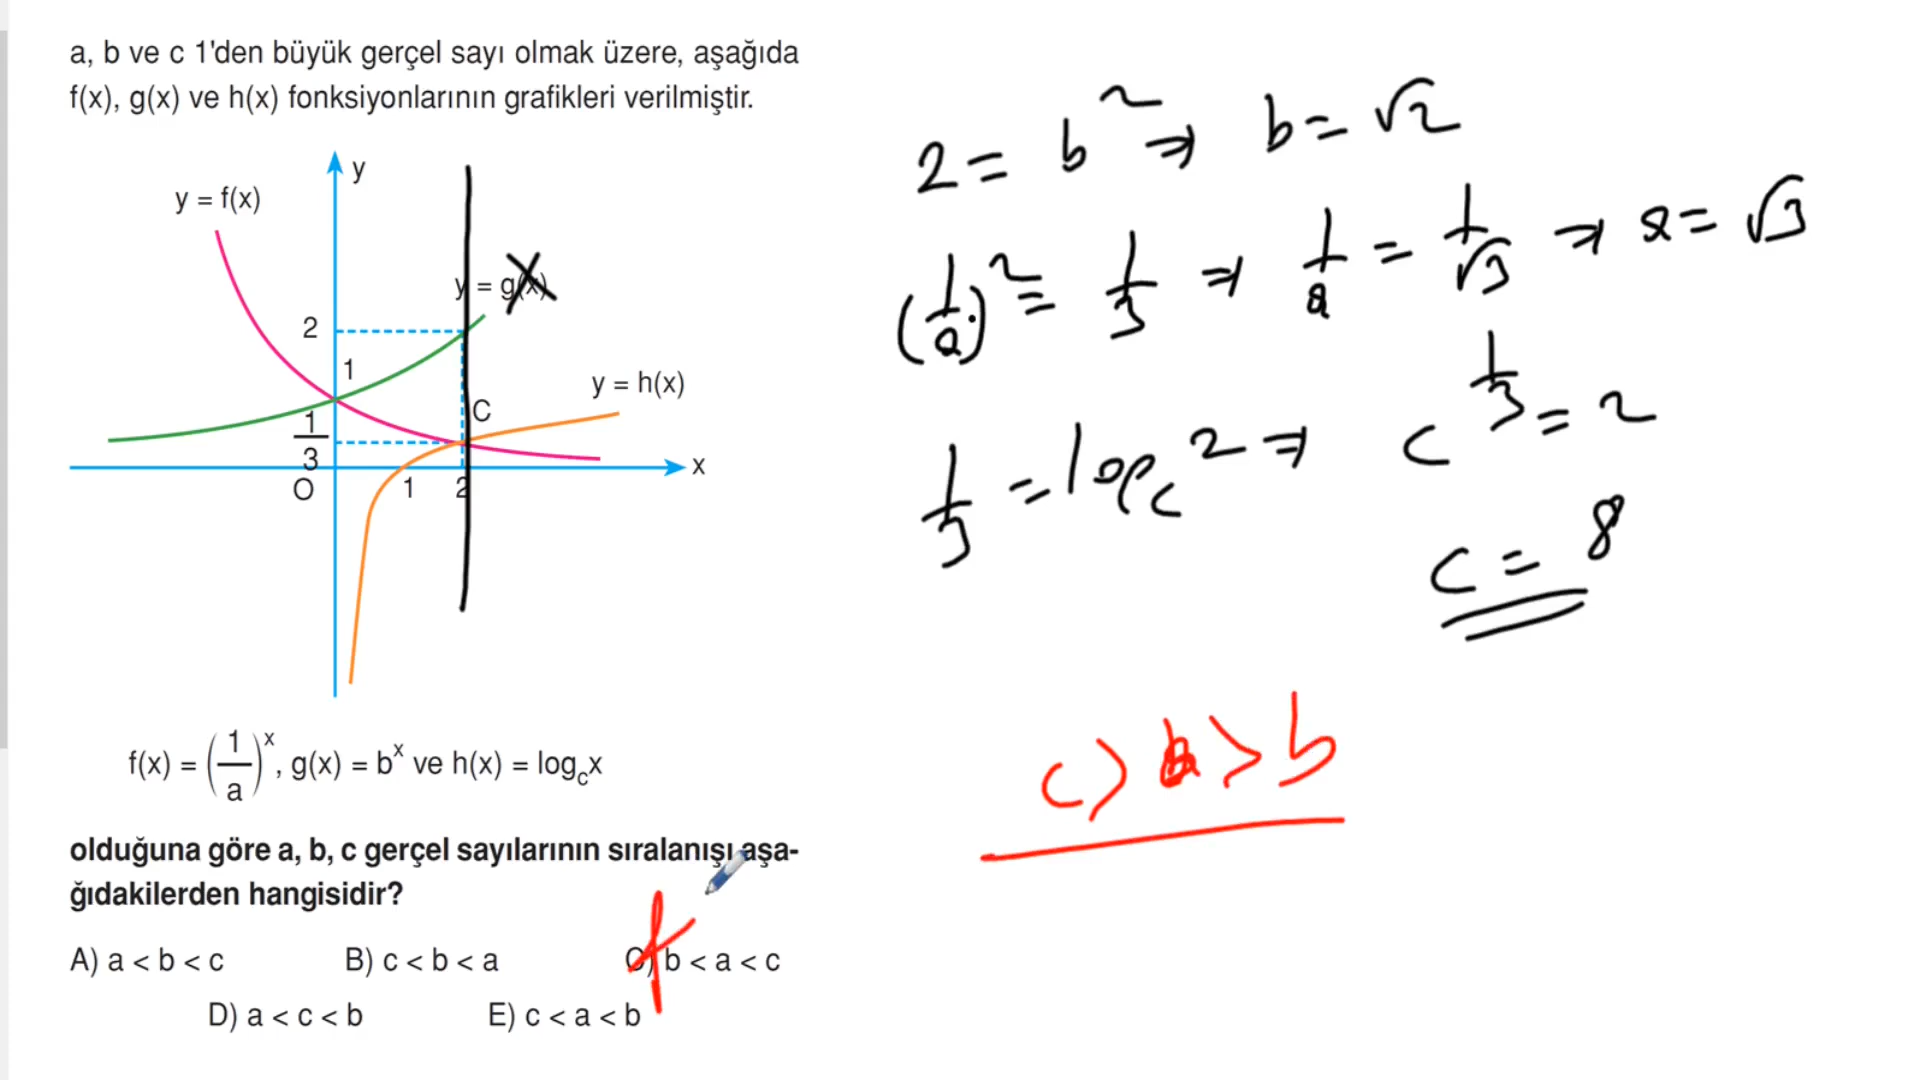 a, b ve c 1'den büyük gerçel sayı olmak üzere, aşağıda
f(x), g(x) ve h(x) fonksiyonlarının grafikleri verilmiştir.
y
y = f(x)
y = g(x)
2
1
y = h(x)
C
1/3
x
O
1
2
f(x) = (1/a)^x, g(x) = b^x ve h(x) = log_c x
olduğuna göre a, b, c gerçel sayılarının sıralanışı aşa-
ğıdakilerden hangisidir?
A) a < b < c
B) c < b < a
C) b < a < c
D) a < c < b
E) c < a < b
2 = b^2 ⇒ b = √2
(1/a)^2 = 1/3 ⇒ 1/a = 1/√3 ⇒ a = √3
1/3 = log_c 2 ⇒ c^1/3 = 2
c = 8
c > a > b